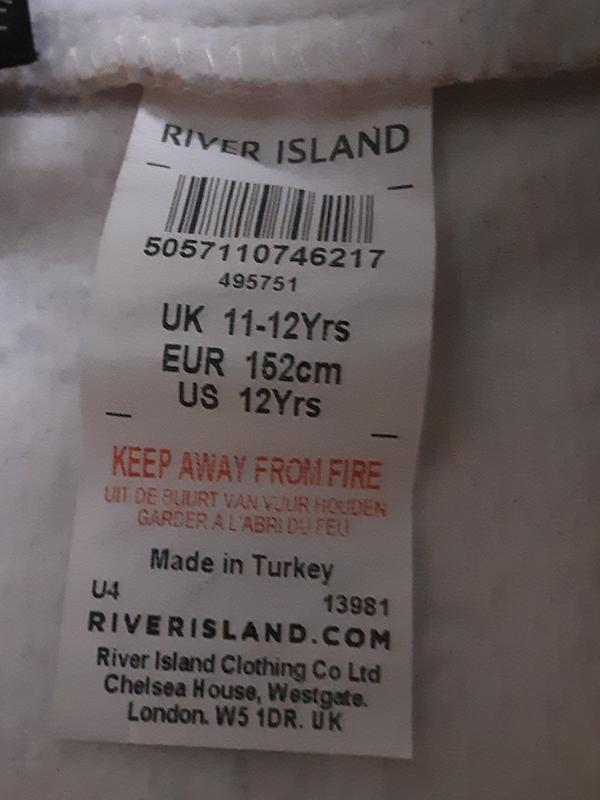 RIVER ISLAND
5057110746217
495751
UK 11-12Yrs
EUR 152cm
US 12Yrs
KEEP AWAY FROM FIRE
UIT DE BUURT VAN VUUR HOUDEN
GARDER A L'ABRI DU FEU
Made in Turkey
U4 13981
RIVERISLAND.COM
River Island Clothing Co Ltd
Chelsea House, Westgate.
London. W5 1DR. UK